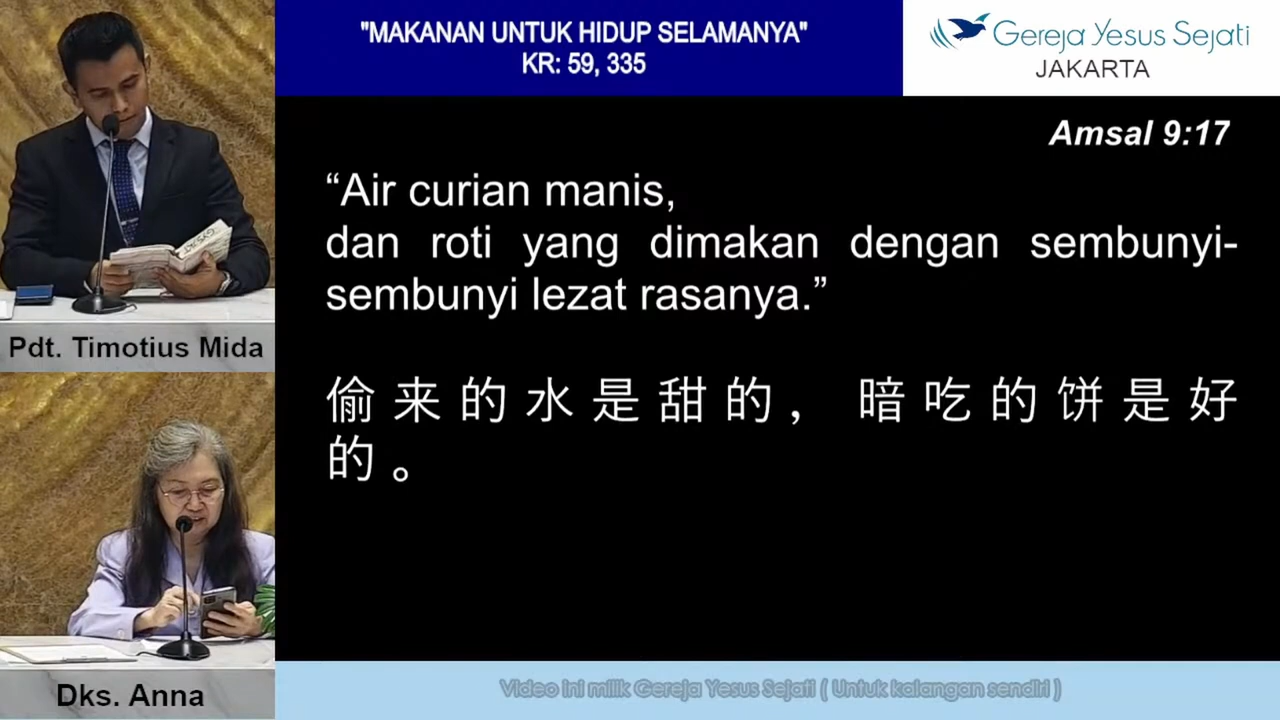 "MAKANAN UNTUK HIDUP SELAMANYA"
KR: 59, 335
Gereja Yesus Sejati
JAKARTA
Amsal 9:17
“Air curian manis,
dan roti yang dimakan dengan sembunyi-
sembunyi lezat rasanya.”
偷来的水是甜的，暗吃的饼是好
的。
Pdt. Timotius Mida
Dks. Anna
Video ini milik Gereja Yesus Sejati ( Untuk kalangan sendiri )